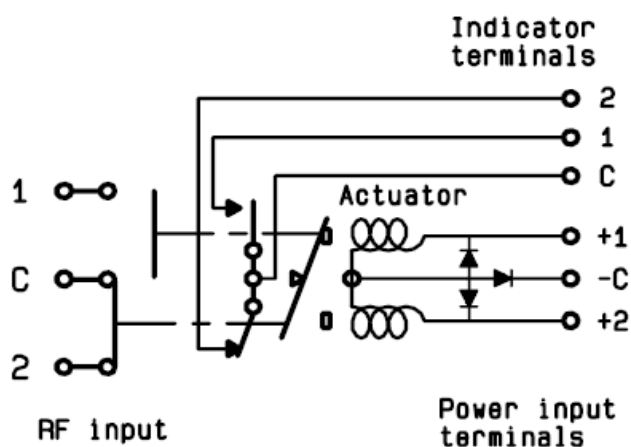 Indicator
terminals
2
1
C
1
Actuator
+1
C
-C
+2
2
RF input
Power input
terminals